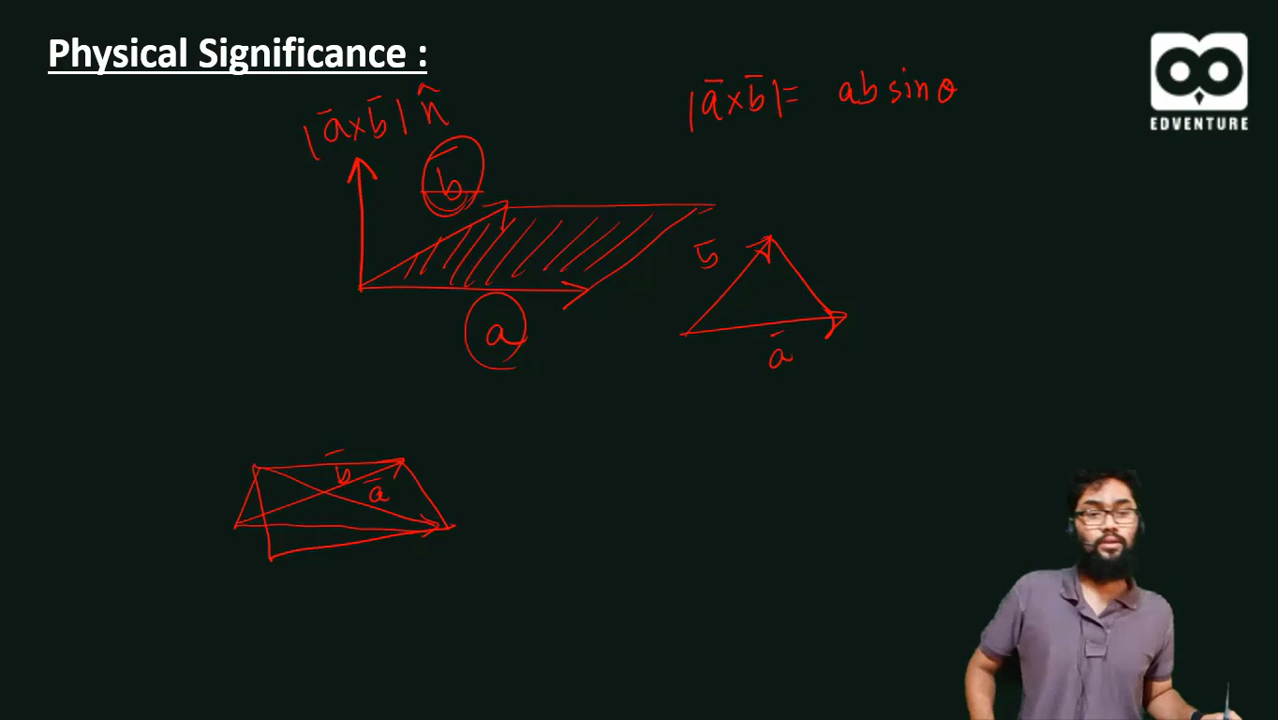 Physical Significance :
EDVENTURE
|a̅×b̅| n̂
|a̅×b̅|= ab sinθ
b̅
b̅
a
a̅
b̅
a̅